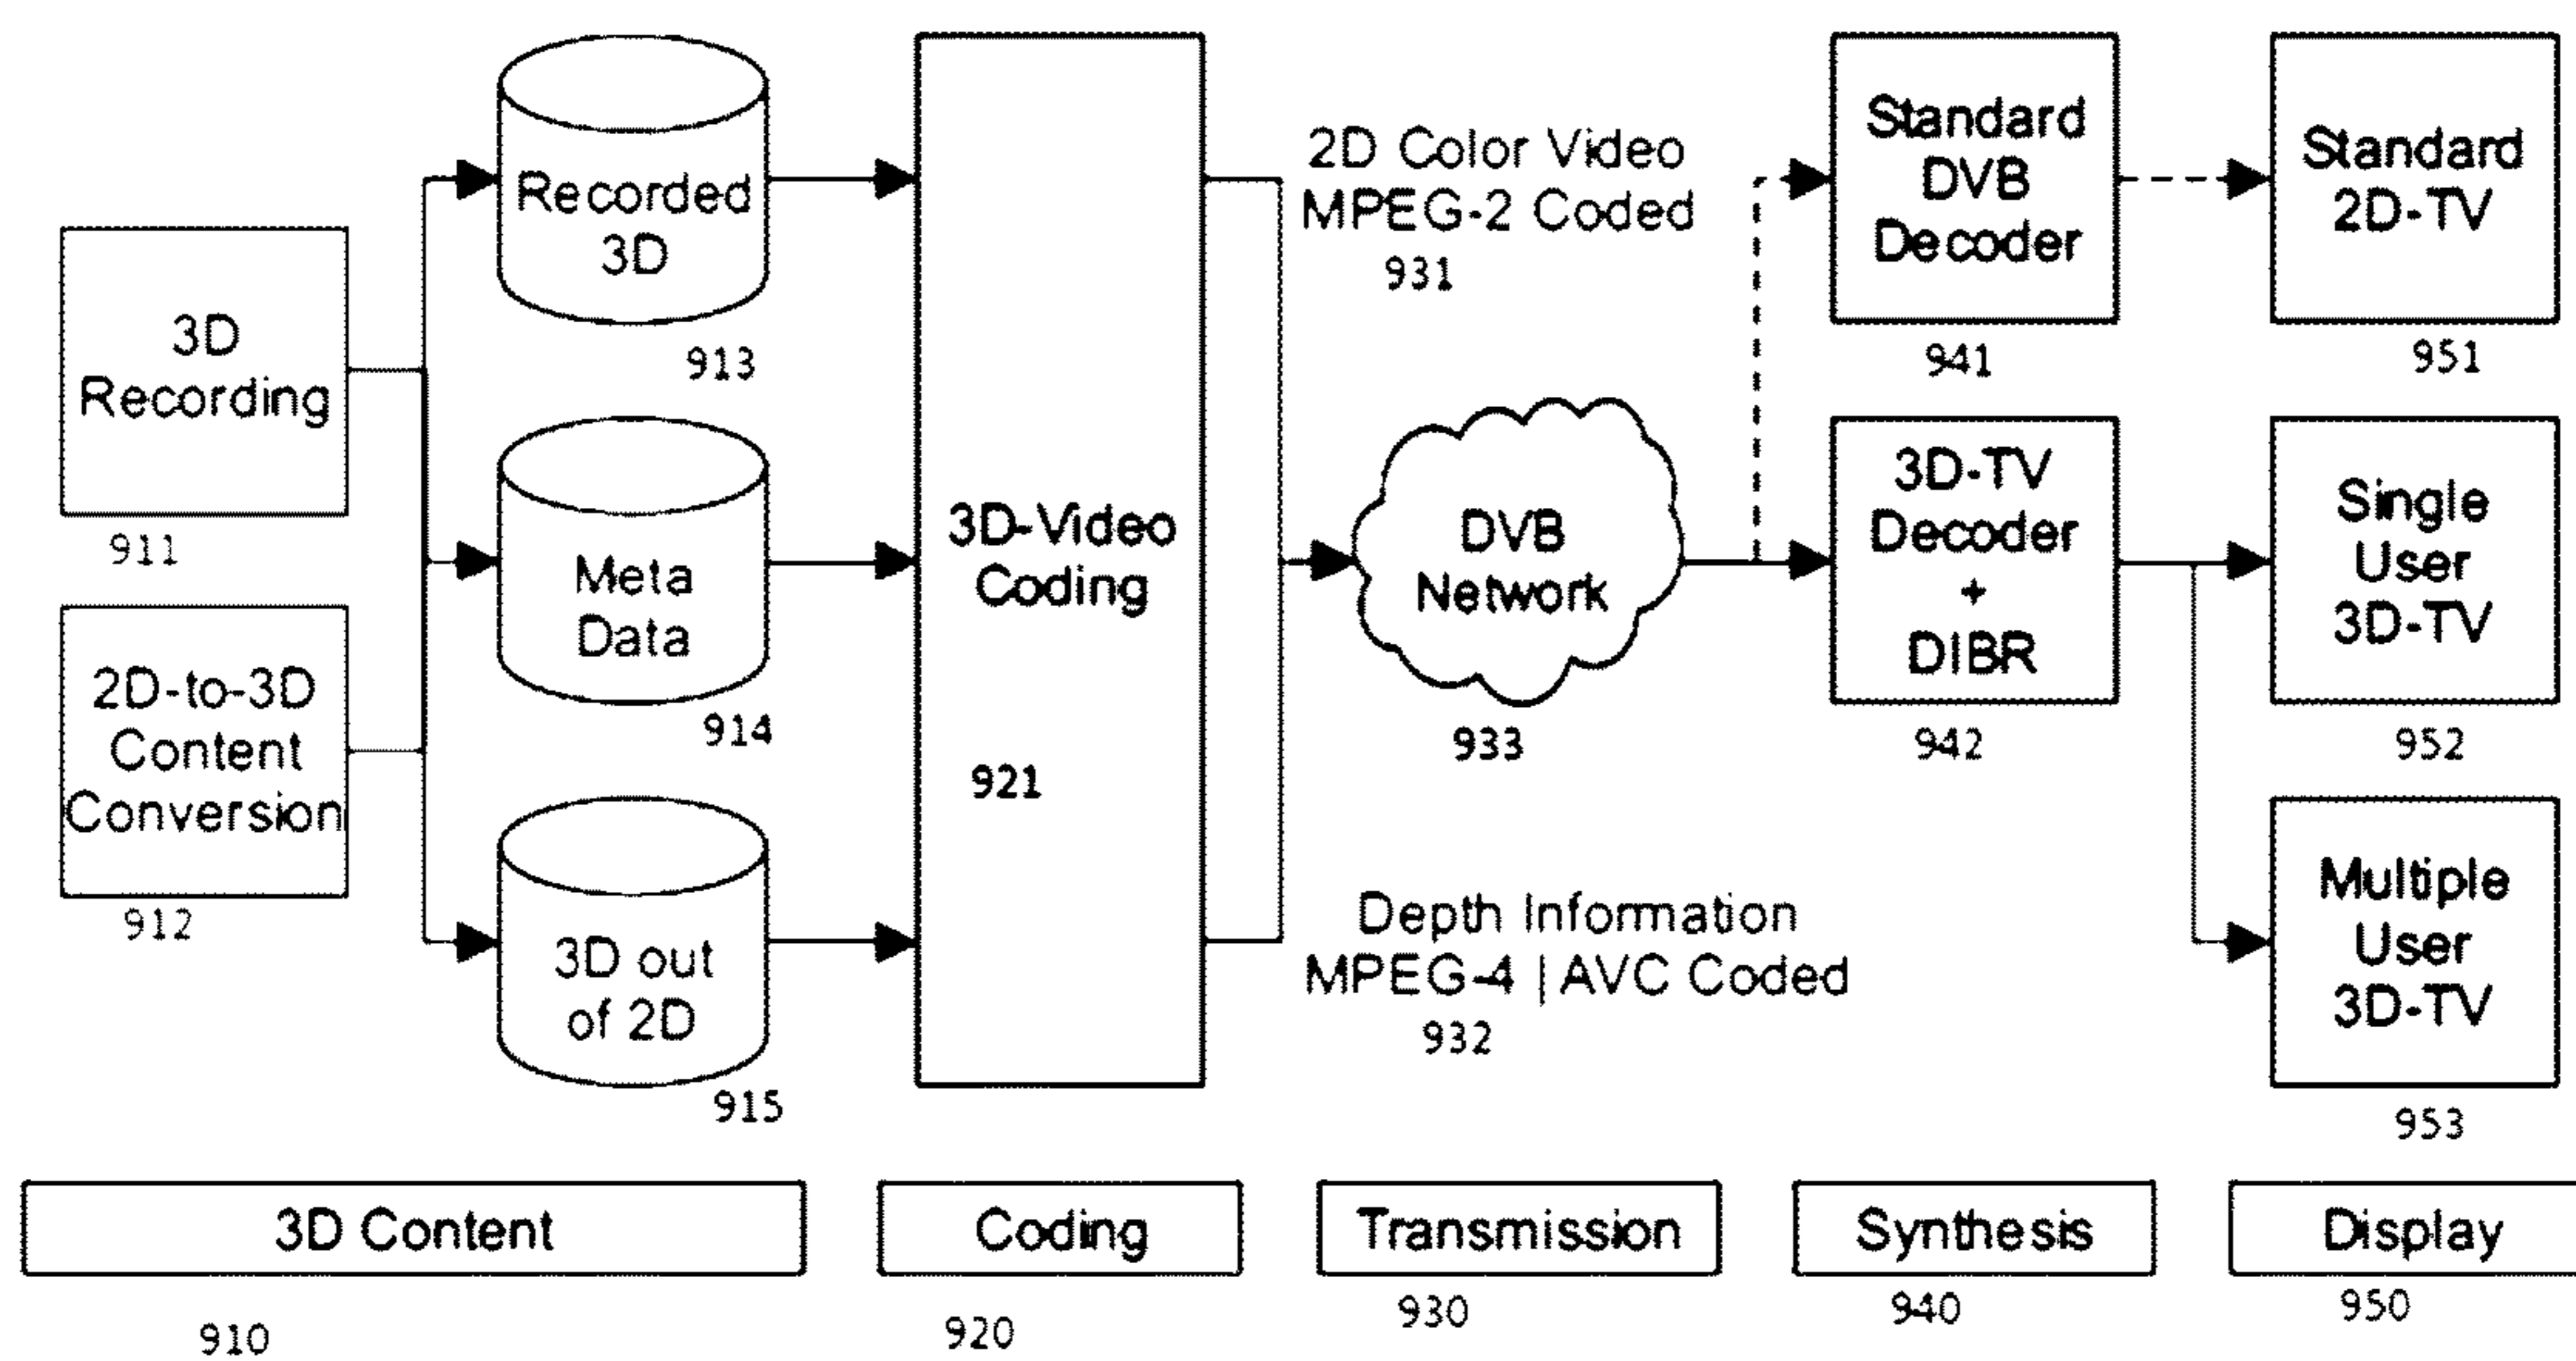 3D
Recording
911
2D-to-3D
Content
Conversion
912
Recorded
3D
913
Meta
Data
914
3D out
of 2D
915
3D-Video
Coding
921
2D Color Video
MPEG-2 Coded
931
DVB
Network
933
Depth Information
MPEG-4 | AVC Coded
932
Standard
DVB
Decoder
941
3D-TV
Decoder
+
DIBR
942
Standard
2D-TV
951
Single
User
3D-TV
952
Multiple
User
3D-TV
953
3D Content
Coding
Transmission
Synthesis
Display
910
920
930
940
950